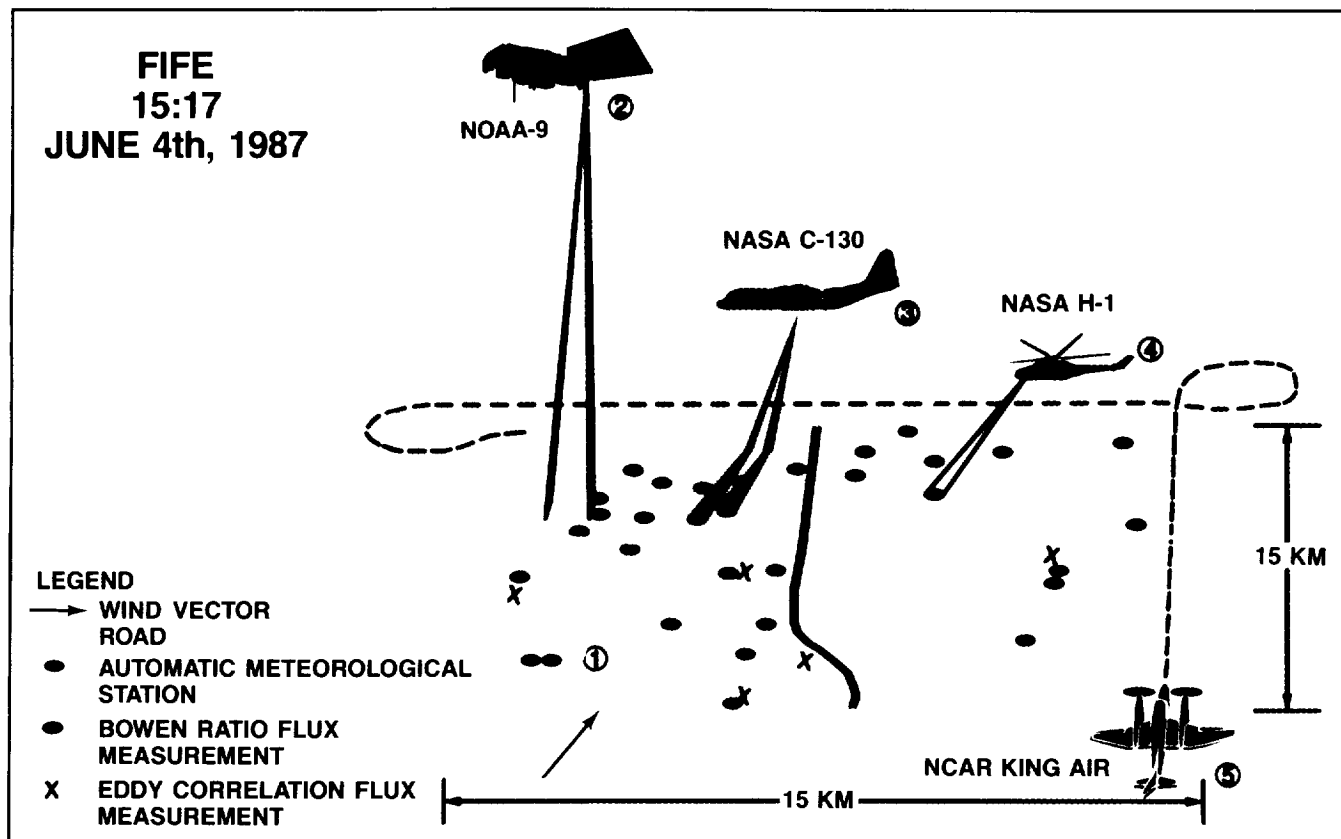 FIFE
15:17
JUNE 4th, 1987
NOAA-9
②
NASA C-130
③
NASA H-1
④
15 KM
LEGEND
WIND VECTOR
ROAD
AUTOMATIC METEOROLOGICAL
STATION
BOWEN RATIO FLUX
MEASUREMENT
X EDDY CORRELATION FLUX
MEASUREMENT
X
X
X
X
X
①
NCAR KING AIR
⑤
15 KM